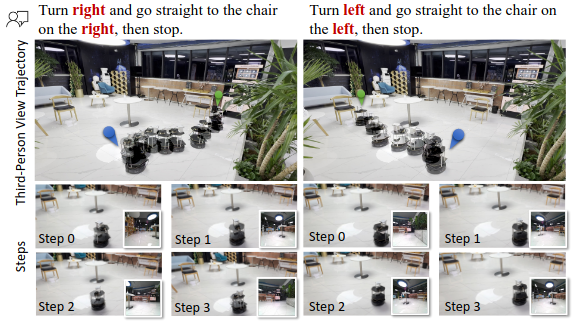 Turn right and go straight to the chair
on the right, then stop.
Turn left and go straight to the chair on
the left, then stop.
Third-Person View Trajectory
Steps
Step 0
Step 1
Step 0
Step 1
Step 2
Step 3
Step 2
Step 3